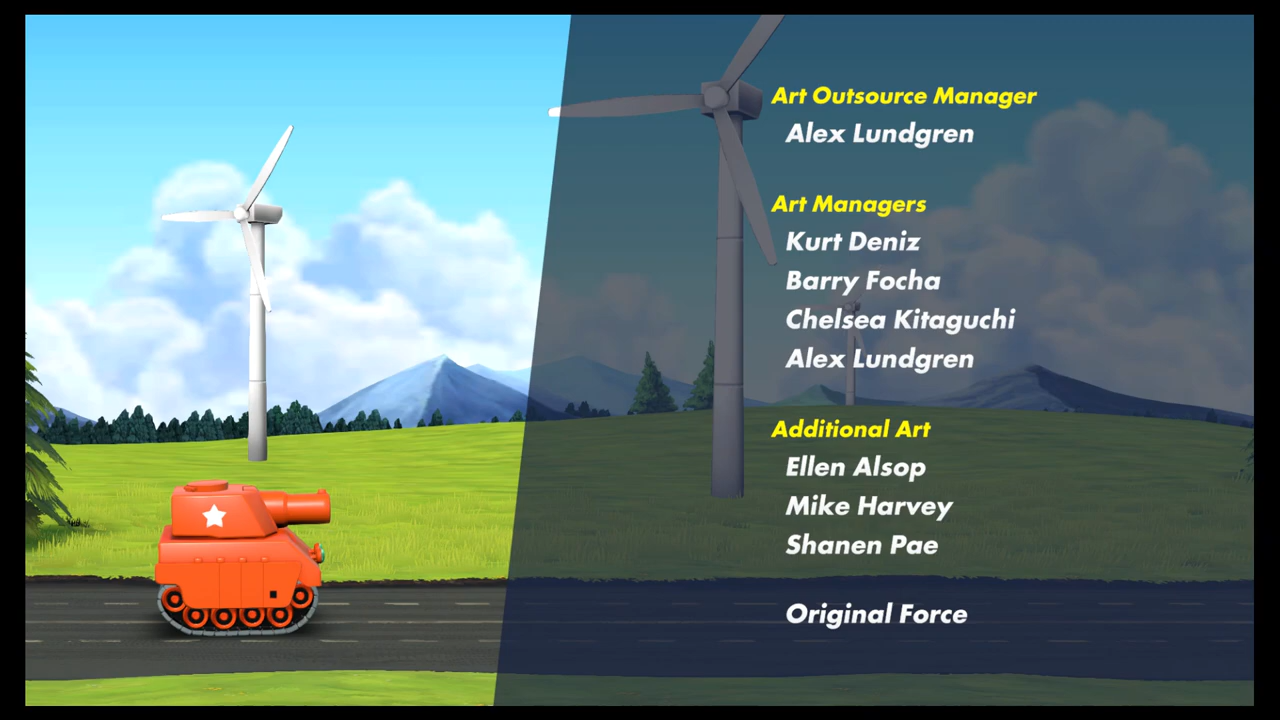 Art Outsource Manager
Alex Lundgren
Art Managers
Kurt Deniz
Barry Focha
Chelsea Kitaguchi
Alex Lundgren
Additional Art
Ellen Alsop
Mike Harvey
Shanen Pae
Original Force